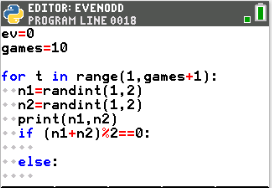 EDITOR: EVENODD
PROGRAM LINE 0018
ev=0
games=10
for t in range(1,games+1):
n1=randint(1,2)
n2=randint(1,2)
print(n1,n2)
if (n1+n2)%2==0:
else: